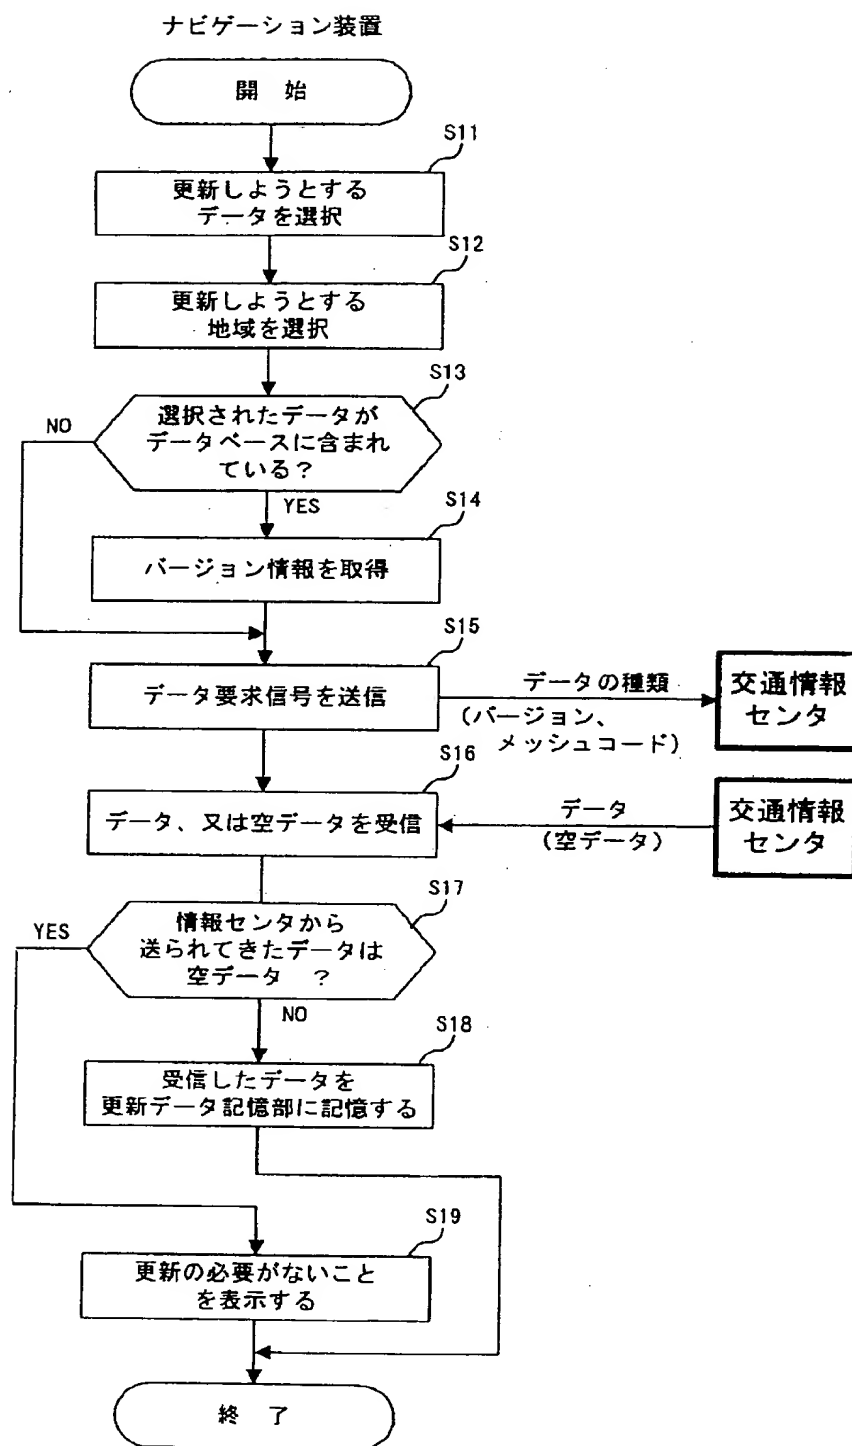 ナビゲーション装置
開 始
S11
更新しようとする
データを選択
S12
更新しようとする
地域を選択
S13
選択されたデータが
データベースに含まれ
ている?
NO
YES
S14
バージョン情報を取得
S15
データ要求信号を送信
データの種類
(バージョン、
メッシュコード)
交通情報
センタ
S16
データ、又は空データを受信
データ
(空データ)
交通情報
センタ
S17
情報センタから
送られてきたデータは
空データ ?
YES
NO
S18
受信したデータを
更新データ記憶部に記憶する
S19
更新の必要がないこと
を表示する
終 了